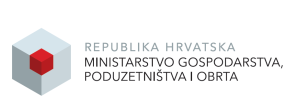 REPUBLIKA HRVATSKA
MINISTARSTVO GOSPODARSTVA,
PODUZETNIŠTVA I OBRTA